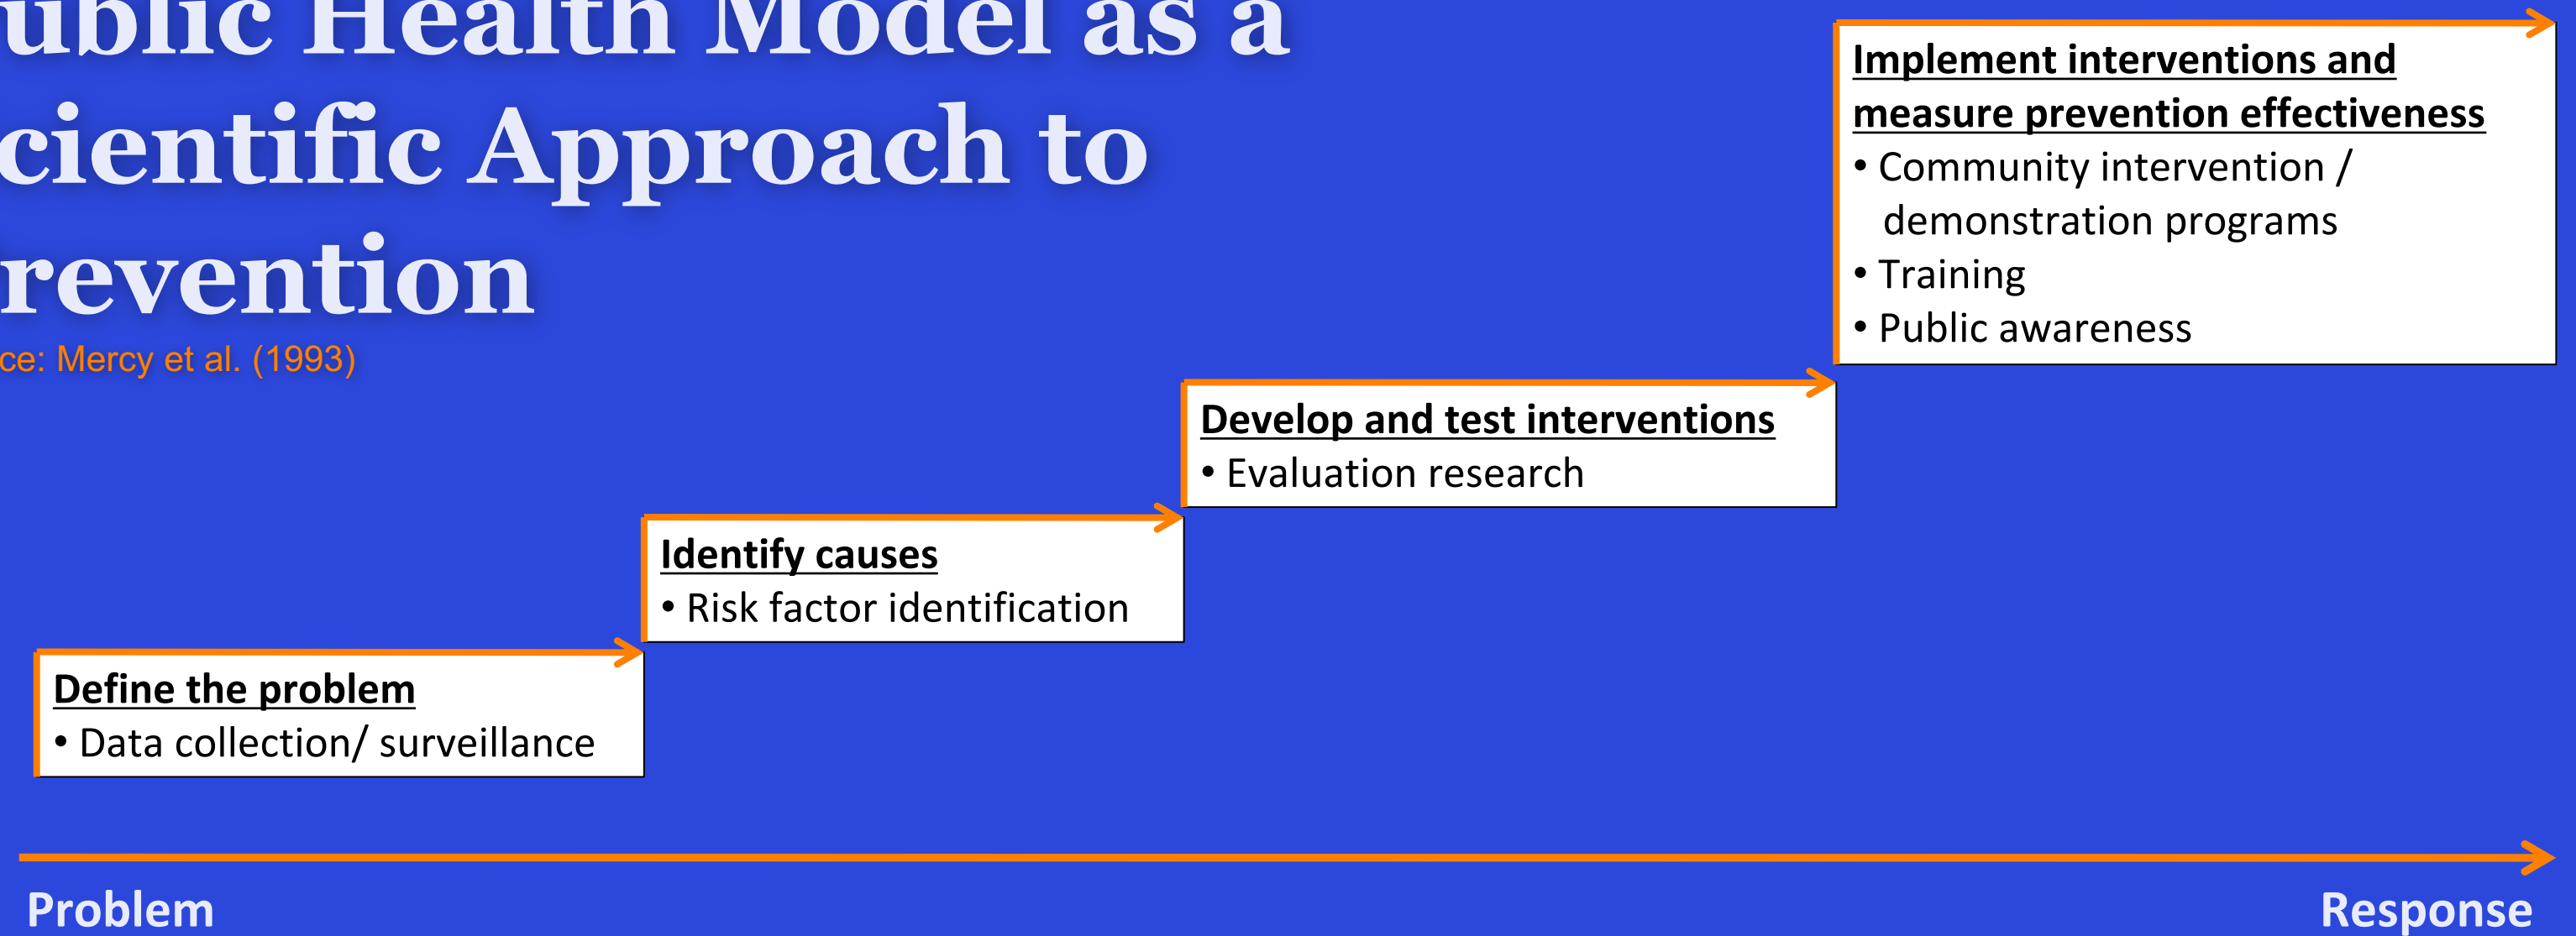 ublic Health Model as a
cientific Approach to
revention
ce: Mercy et al. (1993)
Implement interventions and
measure prevention effectiveness
• Community intervention /
demonstration programs
• Training
• Public awareness
Develop and test interventions
• Evaluation research
Identify causes
• Risk factor identification
Define the problem
• Data collection/ surveillance
Problem
Response